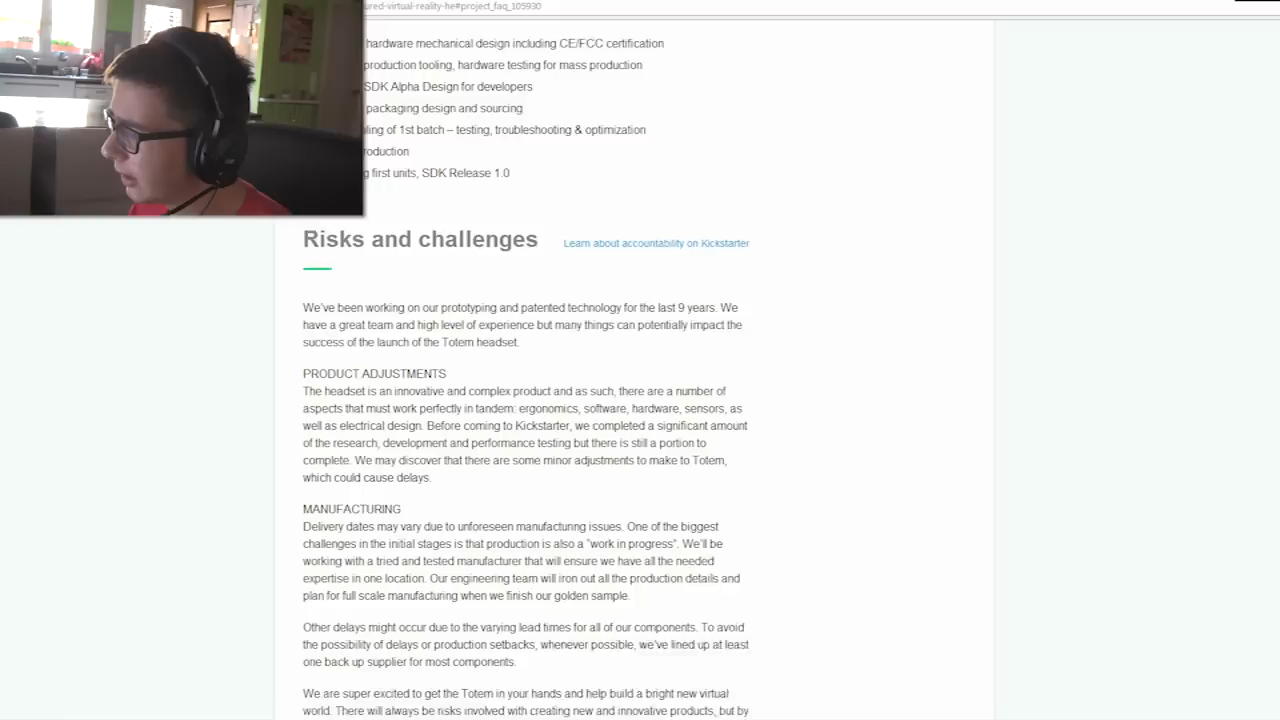 ured-virtual-reality-he#project_faq_105930
hardware mechanical design including CE/FCC certification
production tooling, hardware testing for mass production
SDK Alpha Design for developers
packaging design and sourcing
ling of 1st batch – testing, troubleshooting & optimization
roduction
g first units, SDK Release 1.0
Risks and challenges Learn about accountability on Kickstarter
We've been working on our prototyping and patented technology for the last 9 years. We
have a great team and high level of experience but many things can potentially impact the
success of the launch of the Totem headset.
PRODUCT ADJUSTMENTS
The headset is an innovative and complex product and as such, there are a number of
aspects that must work perfectly in tandem: ergonomics, software, hardware, sensors, as
well as electrical design. Before coming to Kickstarter, we completed a significant amount
of the research, development and performance testing but there is still a portion to
complete. We may discover that there are some minor adjustments to make to Totem,
which could cause delays.
MANUFACTURING
Delivery dates may vary due to unforeseen manufacturing issues. One of the biggest
challenges in the initial stages is that production is also a "work in progress". We'll be
working with a tried and tested manufacturer that will ensure we have all the needed
expertise in one location. Our engineering team will iron out all the production details and
plan for full scale manufacturing when we finish our golden sample.
Other delays might occur due to the varying lead times for all of our components. To avoid
the possibility of delays or production setbacks, whenever possible, we've lined up at least
one back up supplier for most components.
We are super excited to get the Totem in your hands and help build a bright new virtual
world. There will always be risks involved with creating new and innovative products, but by